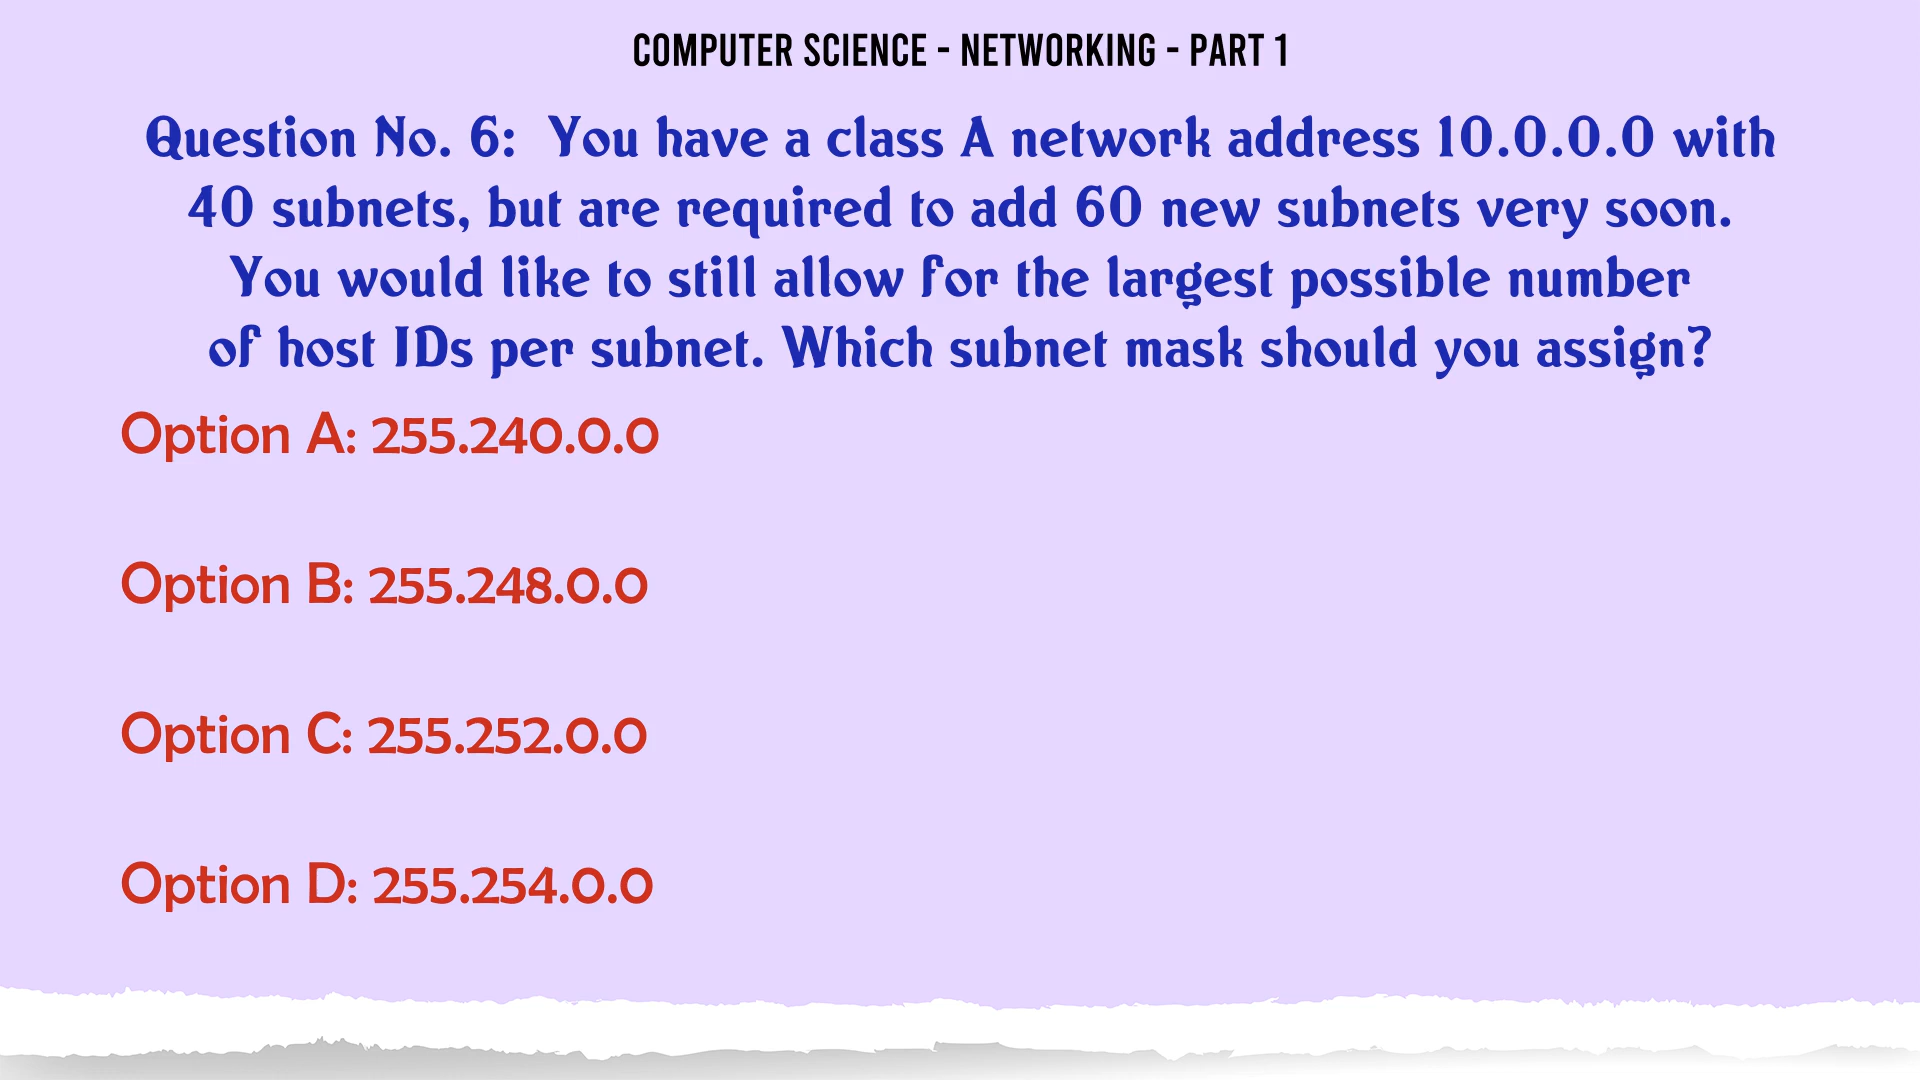 COMPUTER SCIENCE - NETWORKING - PART 1
Question No. 6:  You have a class A network address 10.0.0.0 with
40 subnets, but are required to add 60 new subnets very soon.
You would like to still allow for the largest possible number
of host IDs per subnet. Which subnet mask should you assign?
Option A: 255.240.0.0
Option B: 255.248.0.0
Option C: 255.252.0.0
Option D: 255.254.0.0